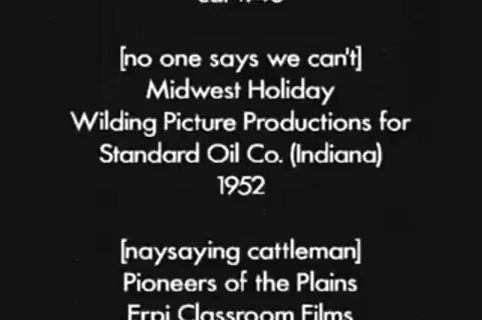 [no one says we can't]
Midwest Holiday
Wilding Picture Productions for
Standard Oil Co. (Indiana)
1952
[naysaying cattleman]
Pioneers of the Plains
Erpi Classroom Films